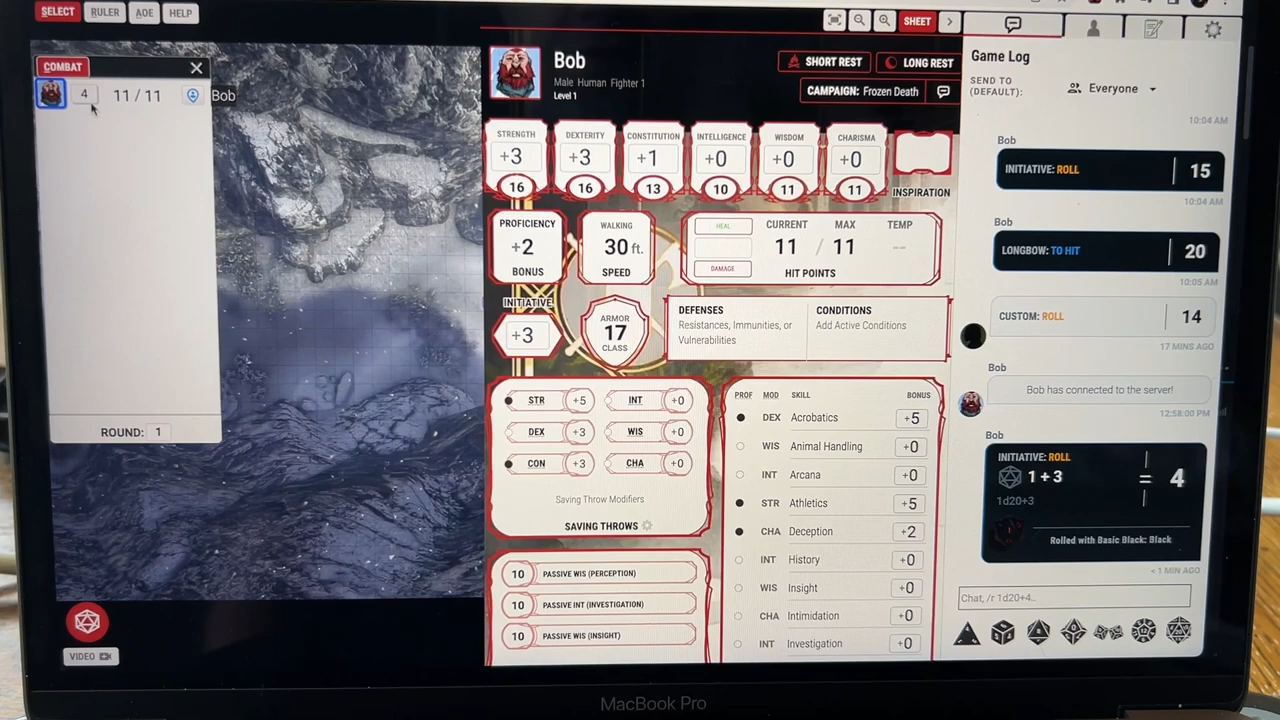 SELECT RULER AOE HELP
COMBAT
4 11 / 11 Bob
ROUND: 1
VIDEO
SHEET
Bob
Male Human Fighter 1
Level 1
SHORT REST LONG REST
CAMPAIGN: Frozen Death
STRENGTH DEXTERITY CONSTITUTION INTELLIGENCE WISDOM CHARISMA
+3 +3 +1 +0 +0 +0
16 16 13 10 11 11
INSPIRATION
PROFICIENCY
+2
BONUS
WALKING
30 ft.
SPEED
HEAL
DAMAGE
CURRENT MAX TEMP
11 / 11 --
HIT POINTS
INITIATIVE
+3
ARMOR
17
CLASS
DEFENSES
Resistances, Immunities, or
Vulnerabilities
CONDITIONS
Add Active Conditions
STR +5 INT +0
DEX +3 WIS +0
CON +3 CHA +0
Saving Throw Modifiers
SAVING THROWS
10 PASSIVE WIS (PERCEPTION)
10 PASSIVE INT (INVESTIGATION)
10 PASSIVE WIS (INSIGHT)
PROF MOD SKILL BONUS
DEX Acrobatics +5
WIS Animal Handling +0
INT Arcana +0
STR Athletics +5
CHA Deception +2
INT History +0
WIS Insight +0
CHA Intimidation +0
INT Investigation +0
Game Log
SEND TO
(DEFAULT):
Everyone
10:04 AM
Bob
INITIATIVE: ROLL 15
10:04 AM
Bob
LONGBOW: TO HIT 20
10:05 AM
CUSTOM: ROLL 14
17 MINS AGO
Bob
Bob has connected to the server!
12:58:00 PM
Bob
INITIATIVE: ROLL
1 + 3 = 4
1d20+3
Rolled with Basic Black: Black
< 1 MIN AGO
Chat, /r 1d20+4..
MacBook Pro